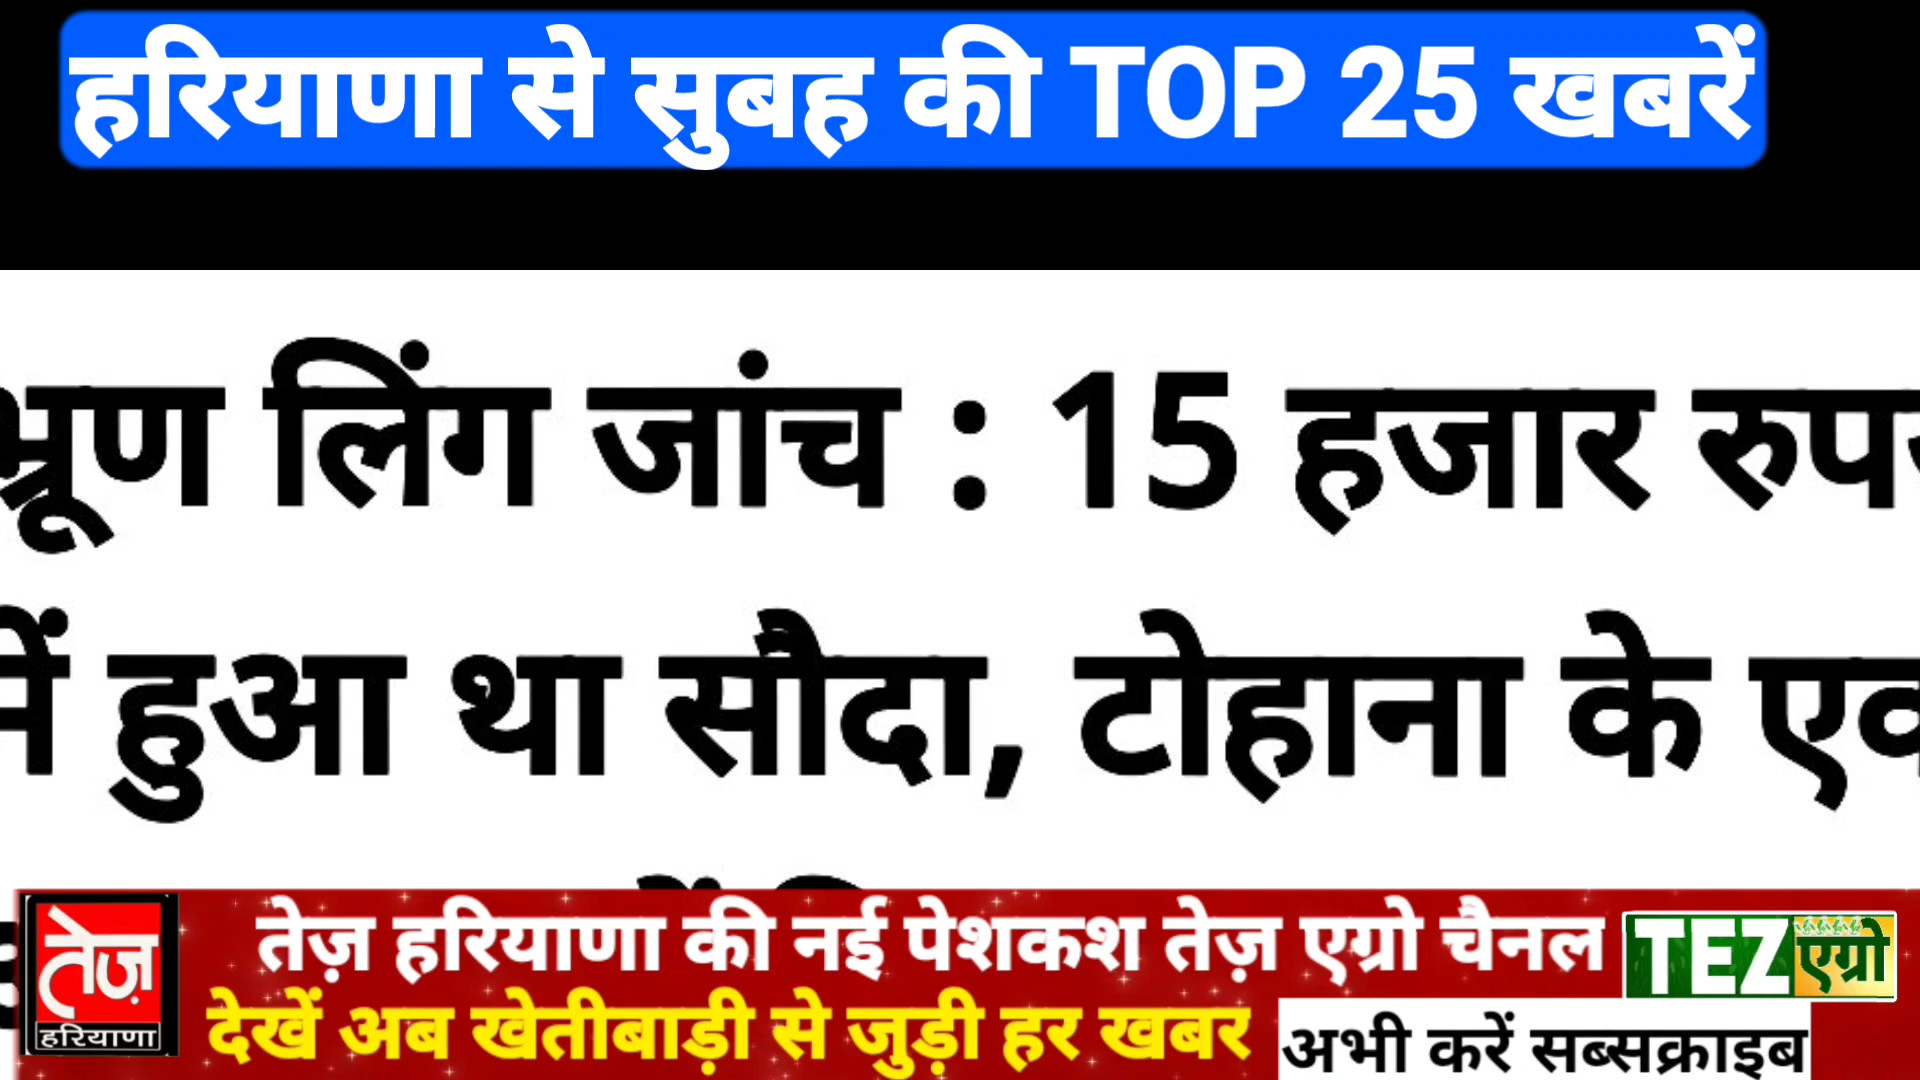 हरियाणा से सुबह की TOP 25 खबरें
भ्रूण लिंग जांच : 15 हजार
में हुआ था सौदा, टोहाना के
तेज़ हरियाणा की नई पेशकश तेज़ एग्रो चैनल
TEZ एग्रो
तेज़
हरियाणा
देखें अब खेतीबाड़ी से जुड़ी हर खबर
अभी करें सब्सक्राइब